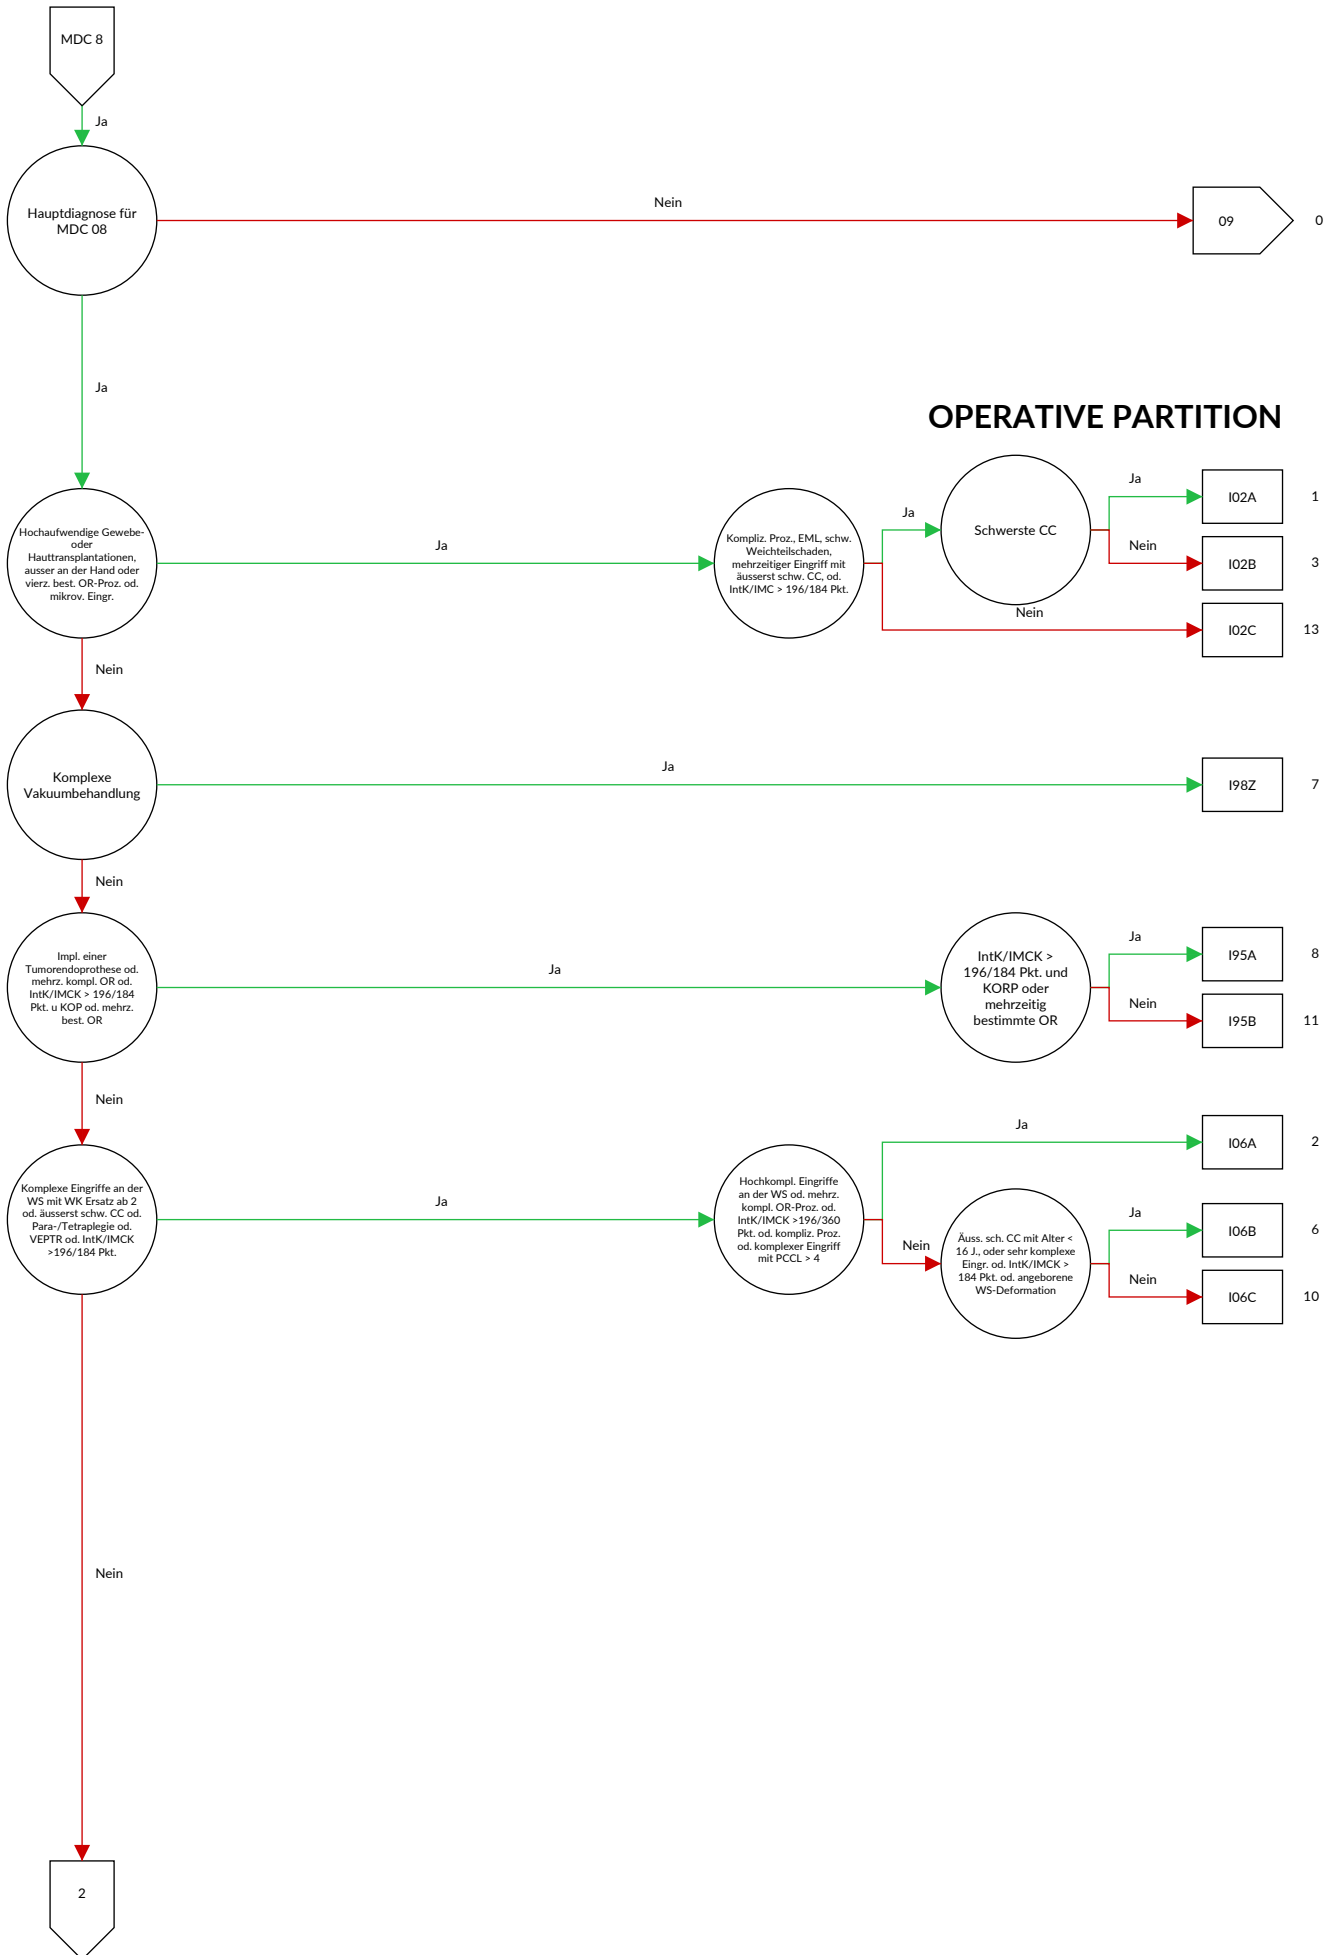 MDC 8
Ja
Hauptdiagnose für
MDC 08
Nein
09
0
Ja
OPERATIVE PARTITION
Hochaufwendige Gewebe-
oder
Hauttransplantationen,
ausser an der Hand oder
vierz. best. OR-Proz. od.
mikrov. Eingr.
Ja
Kompliz. Proz., EML, schw.
Weichteilschaden,
mehrzeitiger Eingriff mit
äusserst schw. CC, od.
IntK/IMC > 196/184 Pkt.
Ja
Schwerste CC
Ja
I02A
1
Nein
I02B
3
Nein
I02C
13
Nein
Komplexe
Vakuumbehandlung
Ja
I98Z
7
Nein
Impl. einer
Tumorendoprothese od.
mehrz. kompl. OR od.
IntK/IMCK > 196/184
Pkt. u KOP od. mehrz.
best. OR
Ja
IntK/IMCK >
196/184 Pkt. und
KORP oder
mehrzeitig
bestimmte OR
Ja
I95A
8
Nein
I95B
11
Nein
Komplexe Eingriffe an der
WS mit WK Ersatz ab 2
od. äusserst schw. CC od.
Para-/Tetraplegie od.
VEPTR od. IntK/IMCK
>196/184 Pkt.
Ja
Hochkompl. Eingriffe
an der WS od. mehrz.
kompl. OR-Proz. od.
IntK/IMCK >196/360
Pkt. od. kompliz. Proz.
od. komplexer Eingriff
mit PCCL > 4
Ja
I06A
2
Nein
Äuss. sch. CC mit Alter <
16 J., oder sehr komplexe
Eingr. od. IntK/IMCK >
184 Pkt. od. angeborene
WS-Deformation
Ja
I06B
6
Nein
I06C
10
Nein
2